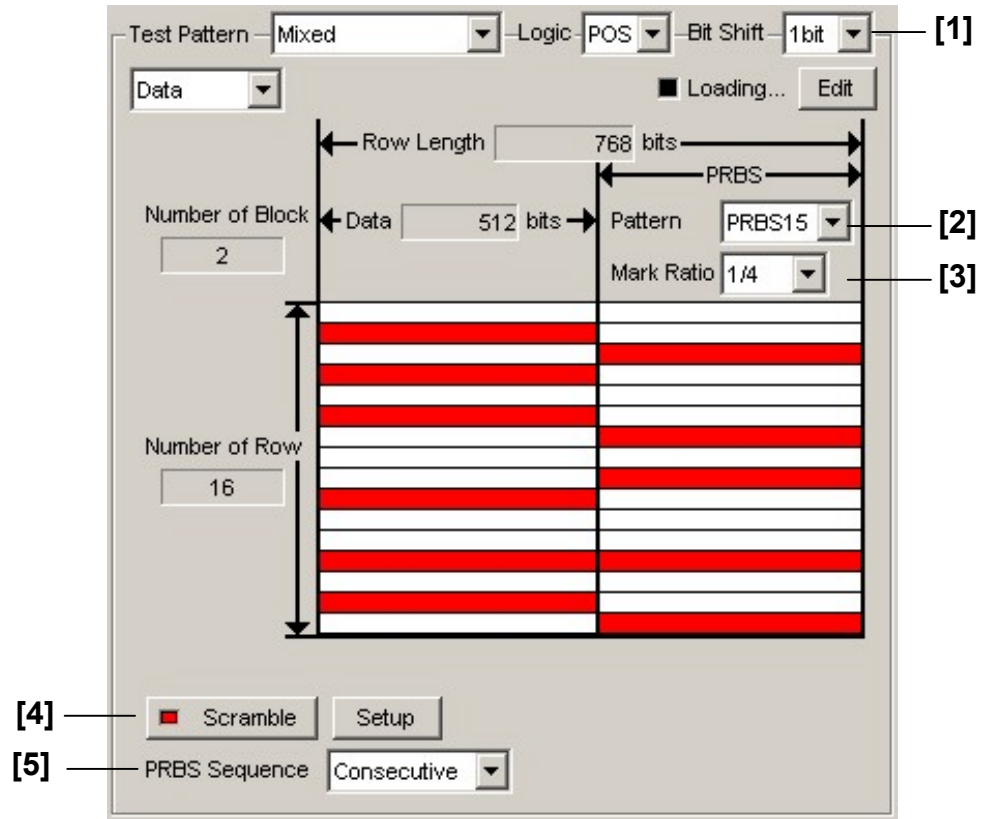 Test Pattern Mixed Logic POS Bit Shift 1bit [1]
Data Loading... Edit
Row Length 768 bits
PRBS
Number of Block Data 512 bits Pattern PRBS15 [2]
2
Mark Ratio 1/4 [3]
Number of Row
16
[4] Scramble Setup
[5] PRBS Sequence Consecutive